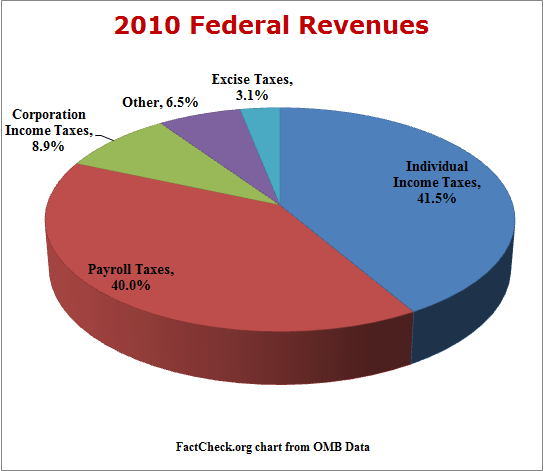 2010 Federal Revenues
Excise Taxes,
3.1%
Other, 6.5%
Corporation
Income Taxes,
8.9%
Individual
Income Taxes,
41.5%
Payroll Taxes,
40.0%
FactCheck.org chart from OMB Data